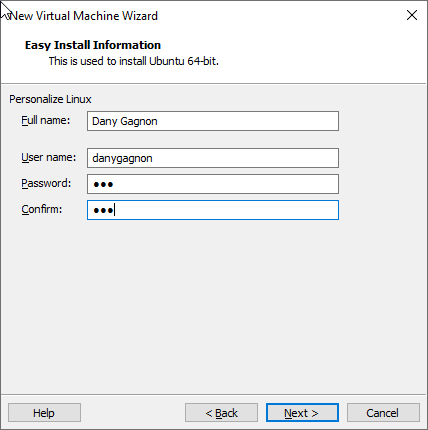 New Virtual Machine Wizard
Easy Install Information
This is used to install Ubuntu 64-bit.
Personalize Linux
Full name: Dany Gagnon
User name: danygagnon
Password: ●●●
Confirm: ●●●
Help < Back Next > Cancel